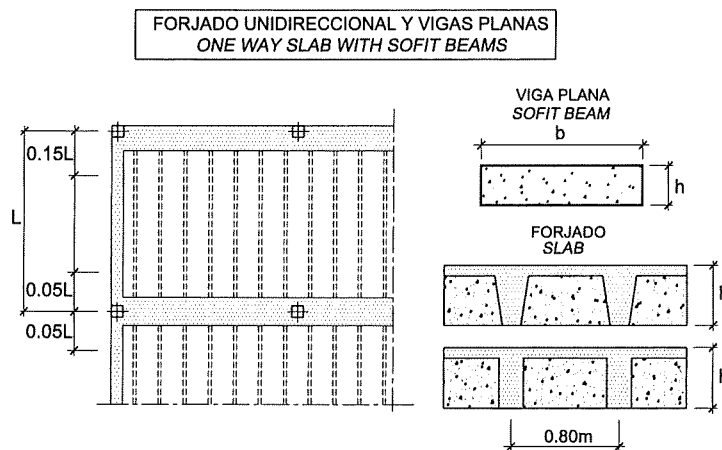 FORJADO UNIDIRECCIONAL Y VIGAS PLANAS
ONE WAY SLAB WITH SOFIT BEAMS
VIGA PLANA
SOFIT BEAM
b
h
0.15L
L
0.05L
0.05L
FORJADO
SLAB
0.80m